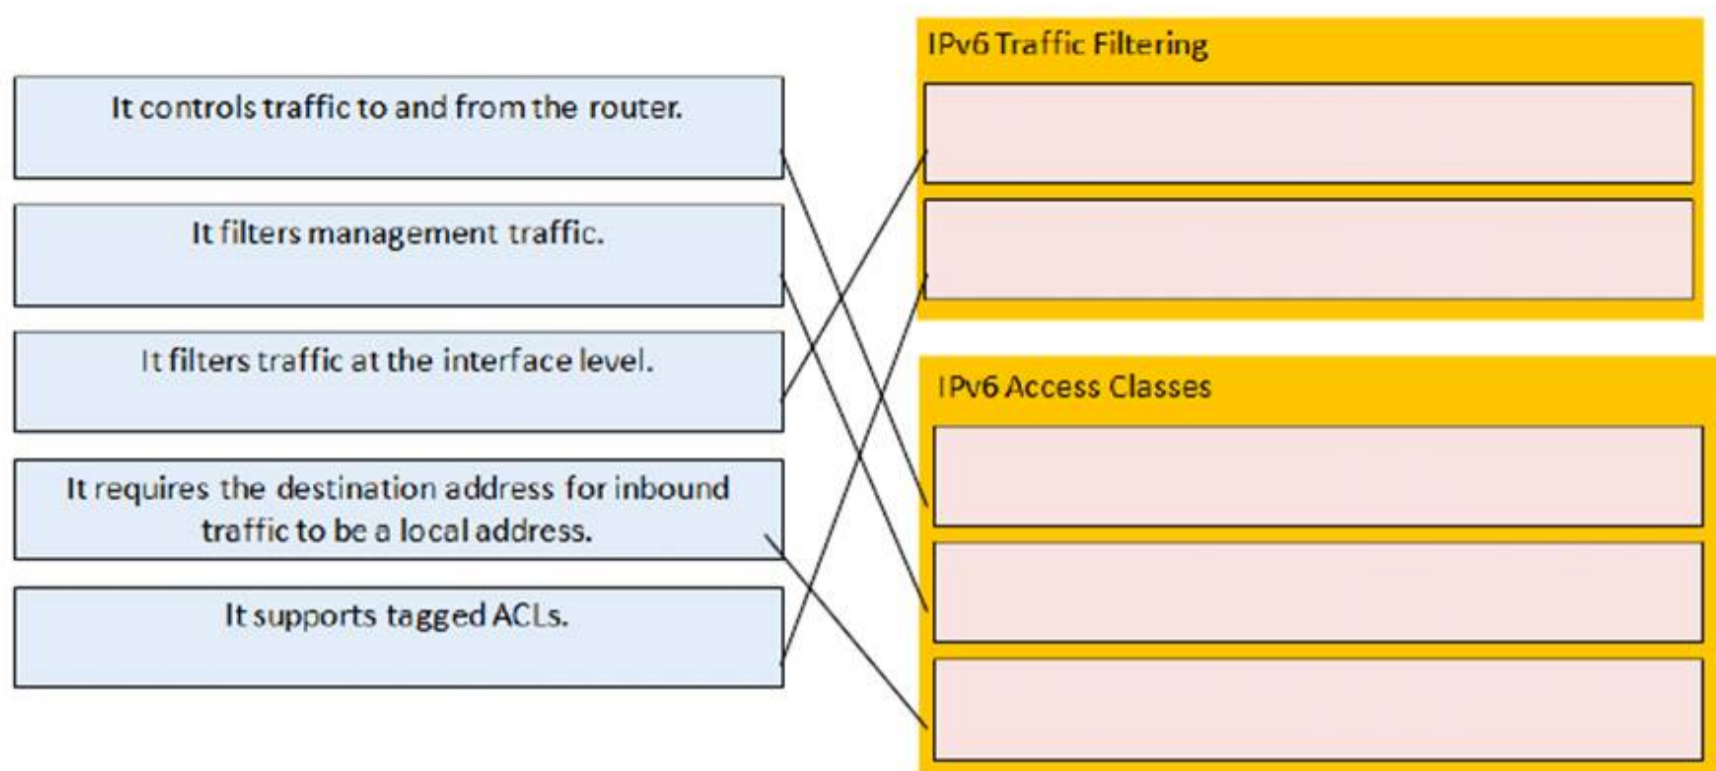 It controls traffic to and from the router.
It filters management traffic.
It filters traffic at the interface level.
It requires the destination address for inbound
traffic to be a local address.
It supports tagged ACLs.
IPv6 Traffic Filtering
IPv6 Access Classes